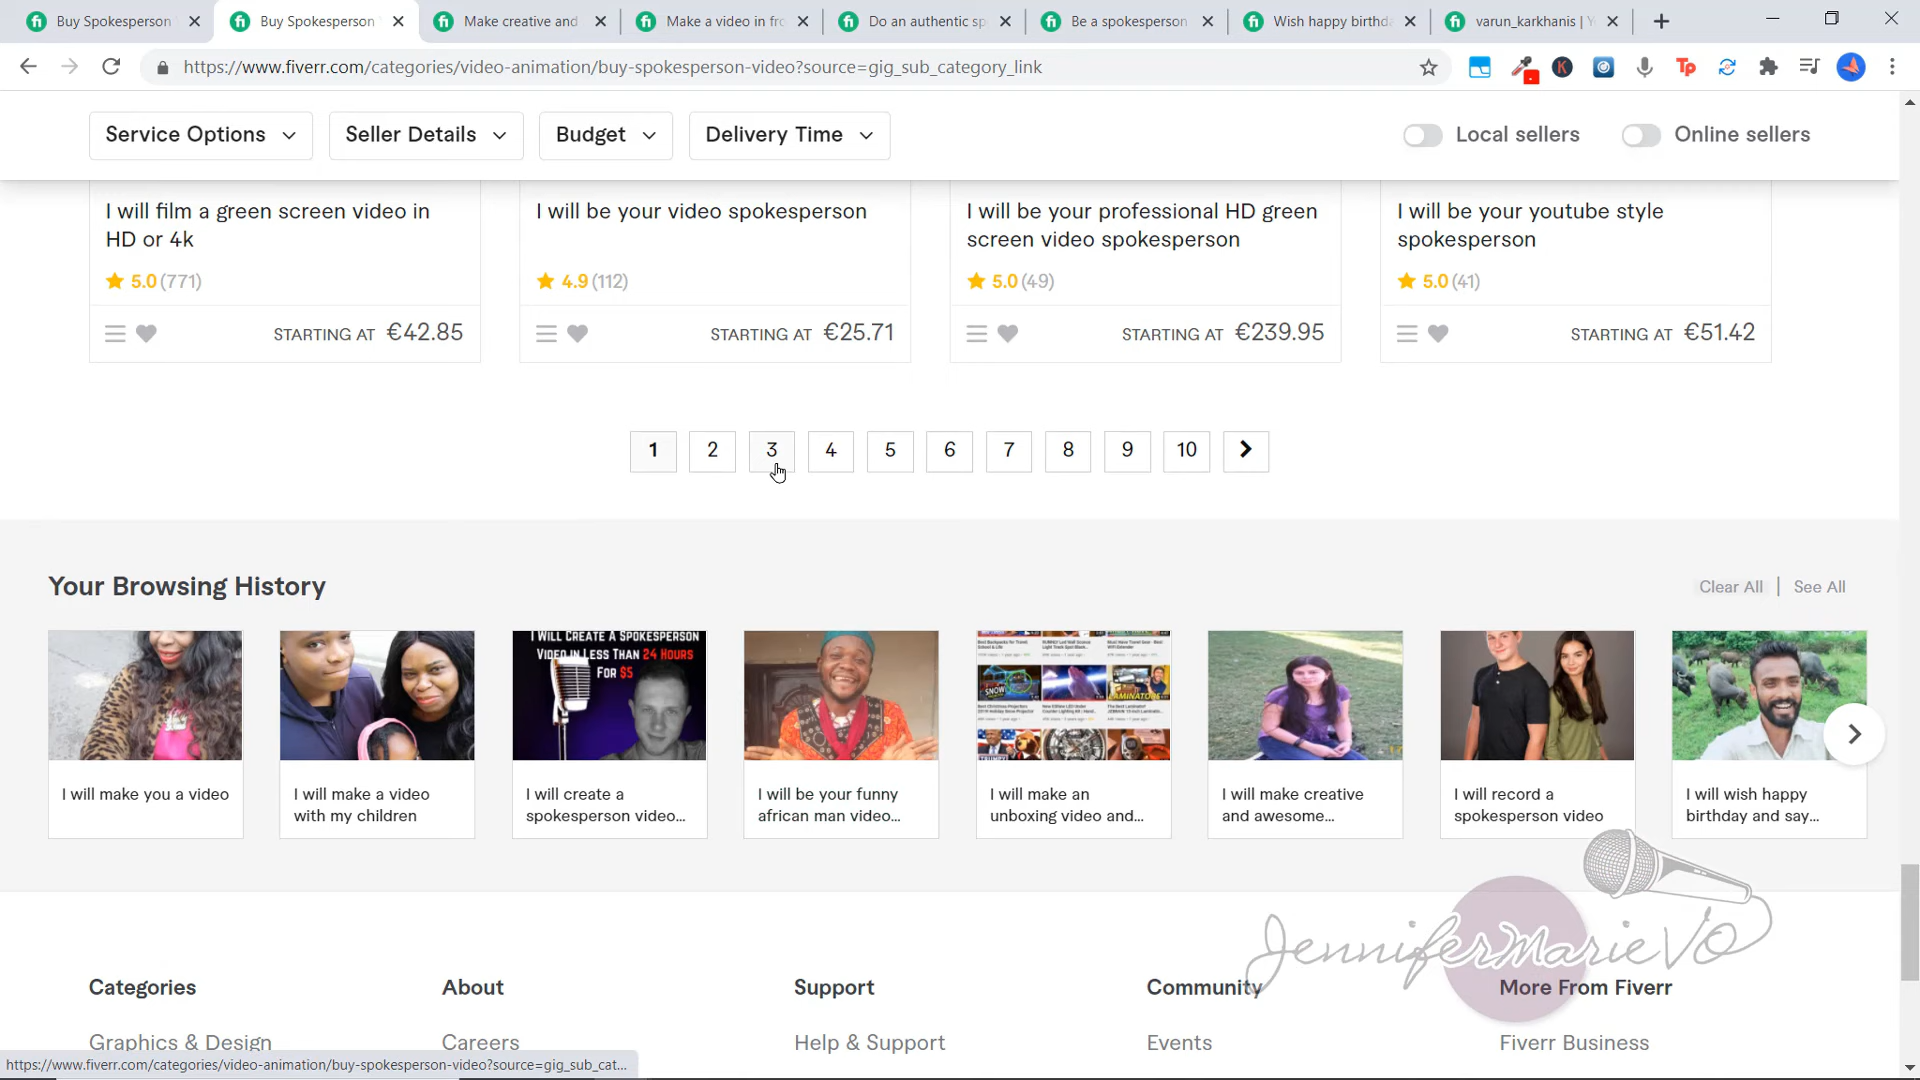 Buy Spokesperson
Buy Spokesperson
Make creative and
Make a video in fro
Do an authentic sp
Be a spokesperson
Wish happy birthda
varun_karkhanis | Y
https://www.fiverr.com/categories/video-animation/buy-spokesperson-video?source=gig_sub_category_link
Service Options
Seller Details
Budget
Delivery Time
Local sellers
Online sellers
I will film a green screen video in
HD or 4k
5.0 (771)
STARTING AT €42.85
I will be your video spokesperson
4.9 (112)
STARTING AT €25.71
I will be your professional HD green
screen video spokesperson
5.0 (49)
STARTING AT €239.95
I will be your youtube style
spokesperson
5.0 (41)
STARTING AT €51.42
1 2 3 4 5 6 7 8 9 10
Your Browsing History
Clear All | See All
I WILL CREATE A SPOKESPERSON
VIDEO IN LESS THAN 24 HOURS
FOR $5
I will make you a video
I will make a video
with my children
I will create a
spokesperson video...
I will be your funny
african man video...
I will make an
unboxing video and...
I will make creative
and awesome...
I will record a
spokesperson video
I will wish happy
birthday and say...
JenniferMarieVO
Categories
About
Support
Community
More From Fiverr
Graphics & Design
Careers
Help & Support
Events
Fiverr Business
https://www.fiverr.com/categories/video-animation/buy-spokesperson-video?source=gig_sub_cat...